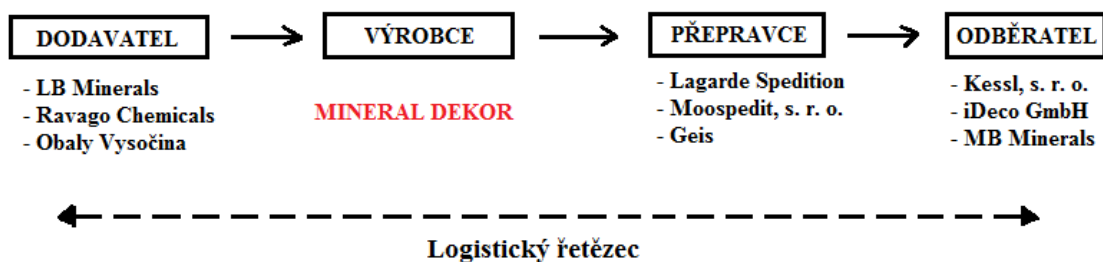 DODAVATEL
- LB Minerals
- Ravago Chemicals
- Obaly Vysočina
VÝROBCE
MINERAL DEKOR
PŘEPRAVCE
- Lagarde Spedition
- Moospedit, s. r. o.
- Geis
ODBĚRATEL
- Kessl, s. r. o.
- iDeco GmbH
- MB Minerals
Logistický řetězec